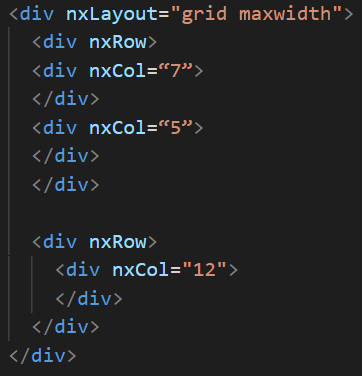 <div nxLayout="grid maxwidth">
<div nxRow>
<div nxCol=“7”>
</div>
<div nxCol=“5”>
</div>
</div>
<div nxRow>
<div nxCol="12">
</div>
</div>
</div>